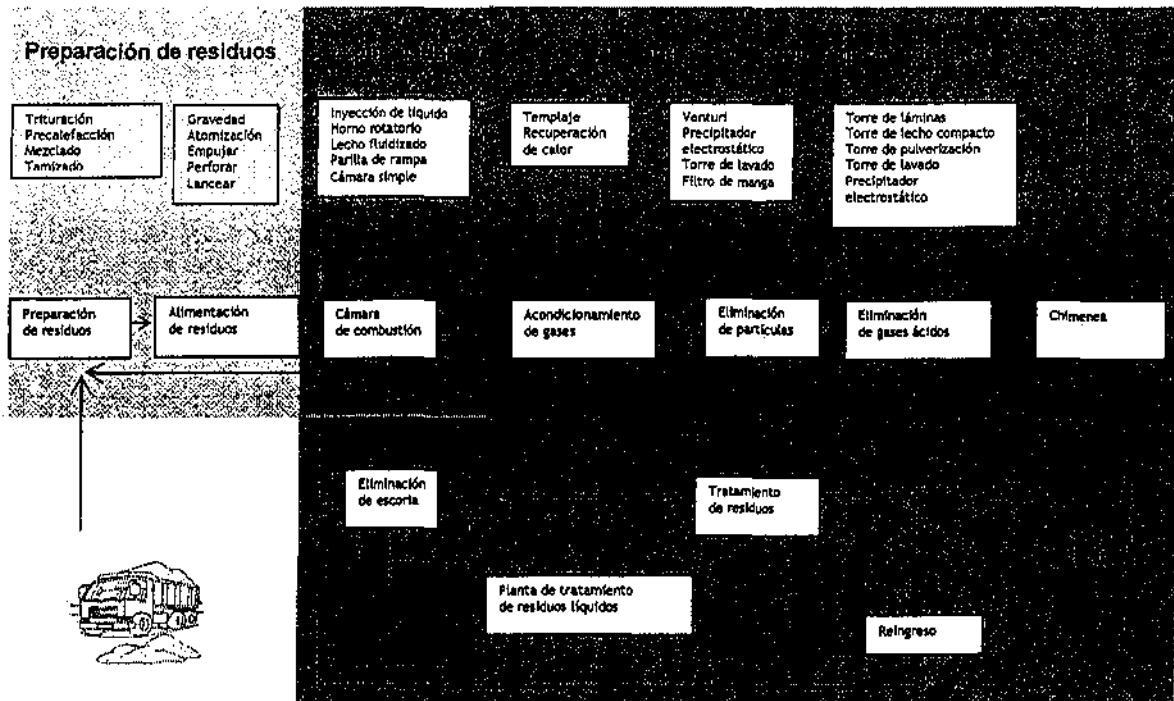 Preparación de residuos
Trituración
Precalefacción
Mezclado
Tamizado
Gravedad
Atomización
Empujar
Perforar
Lancear
Inyección de líquido
Horno rotatorio
Lecho fluidizado
Parilla de rampa
Cámara simple
Templaje
Recuperación
de calor
Venturi
Precipitador
electrostático
Torre de lavado
Filtro de manga
Torre de láminas
Torre de lecho compacto
Torre de pulverización
Torre de lavado
Precipitador
electrostático
Preparación
de residuos
Alimentación
de residuos
Cámara
de combustión
Acondicionamiento
de gases
Eliminación
de partículas
Eliminación
de gases ácidos
Chimenea
Eliminación
de escoria
Tratamiento
de residuos
Planta de tratamiento
de residuos líquidos
Reingreso